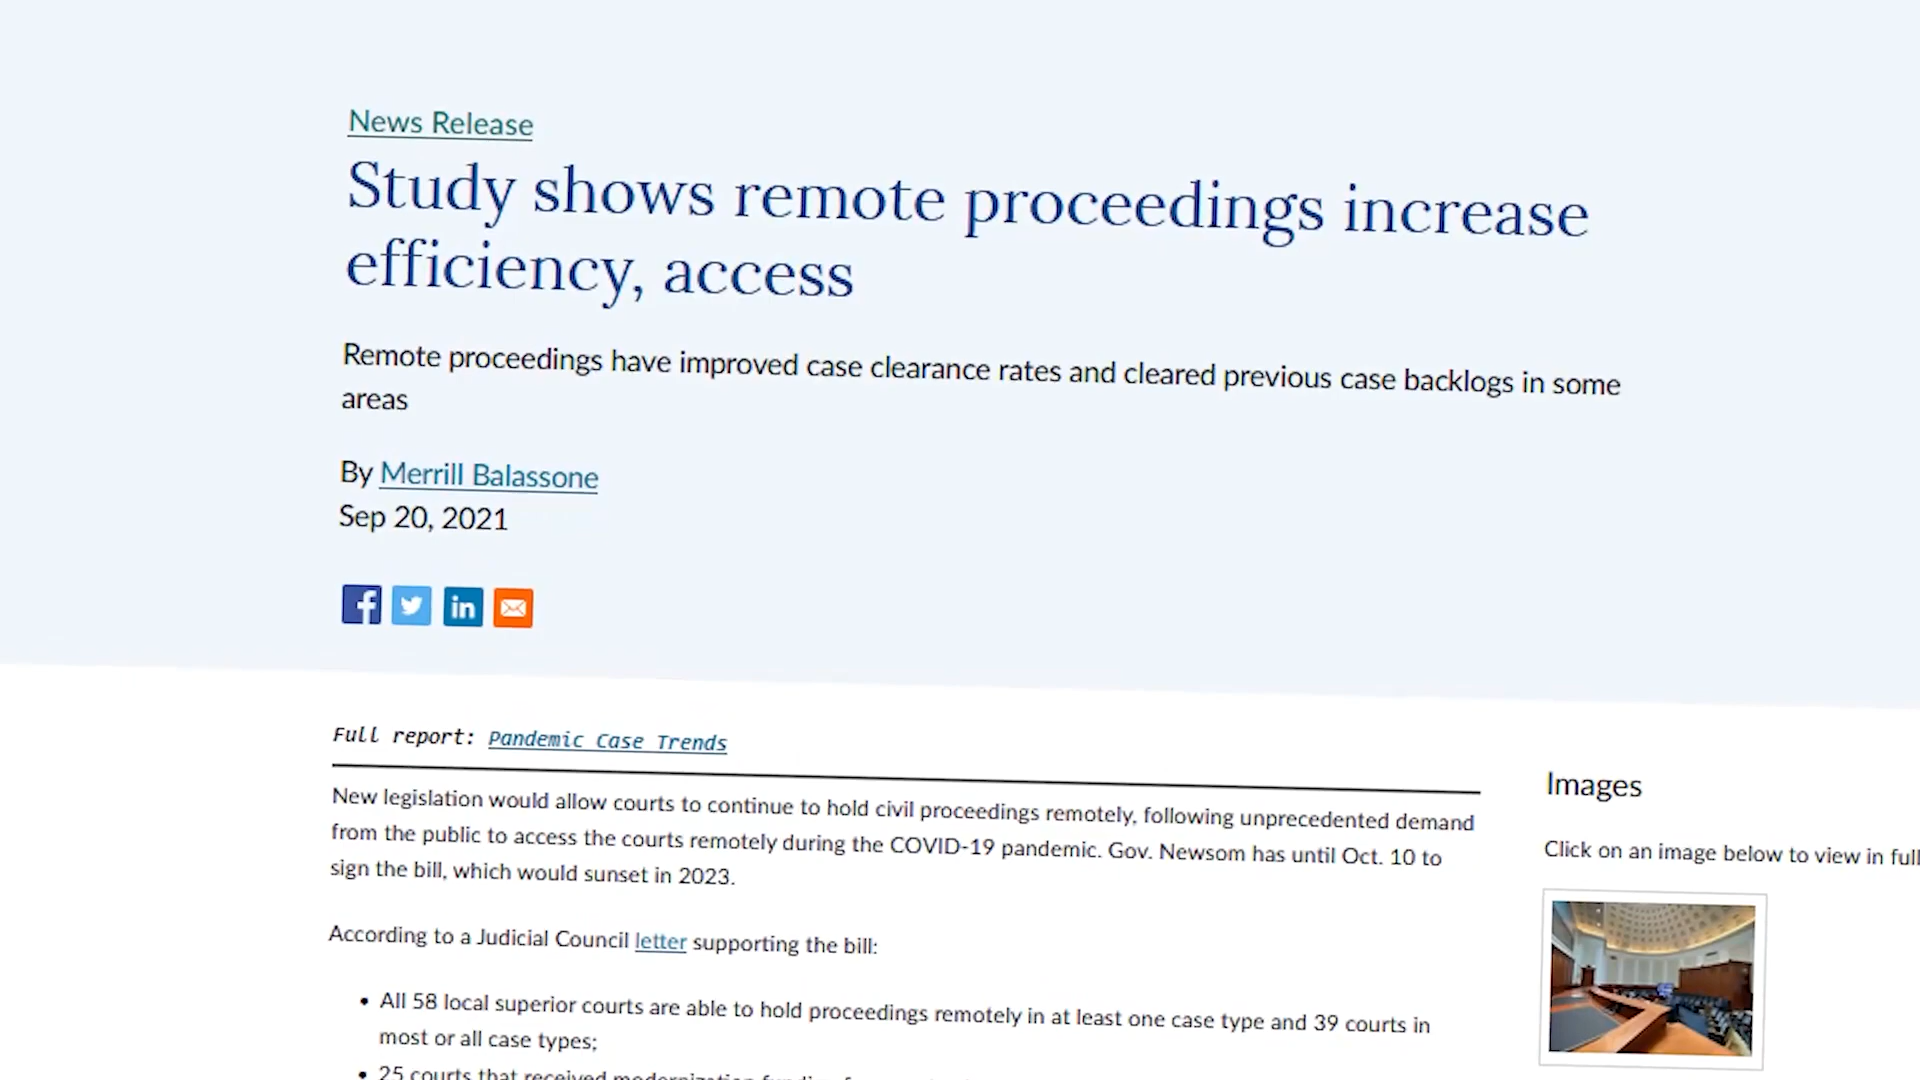 News Release
Study shows remote proceedings increase
efficiency, access
Remote proceedings have improved case clearance rates and cleared previous case backlogs in some
areas
By Merrill Balassone
Sep 20, 2021
Full report: Pandemic Case Trends
New legislation would allow courts to continue to hold civil proceedings remotely, following unprecedented demand
from the public to access the courts remotely during the COVID-19 pandemic. Gov. Newsom has until Oct. 10 to
sign the bill, which would sunset in 2023.
According to a Judicial Council letter supporting the bill:
• All 58 local superior courts are able to hold proceedings remotely in at least one case type and 39 courts in
most or all case types;
• 25 courts that received modernization
Images
Click on an image below to view in full